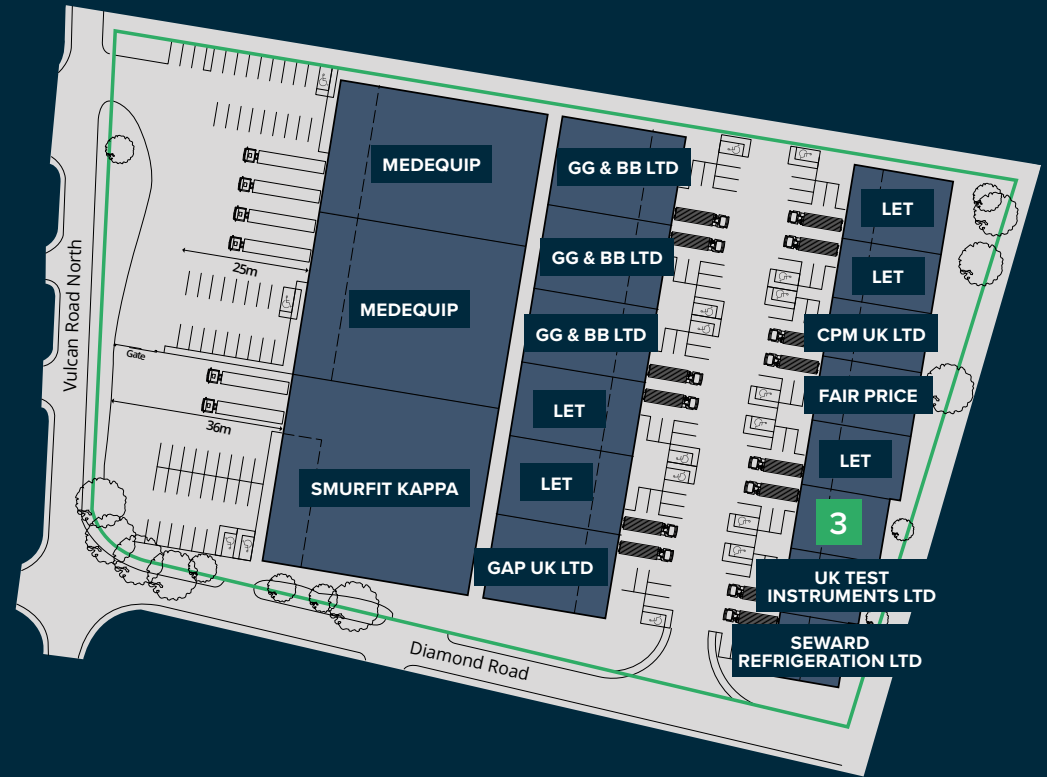 MEDEQUIP
GG & BB LTD
LET
GG & BB LTD
LET
25m
MEDEQUIP
GG & BB LTD
CPM UK LTD
Vulcan Road North
Gate
FAIR PRICE
LET
36m
LET
SMURFIT KAPPA
LET
3
GAP UK LTD
UK TEST
INSTRUMENTS LTD
SEWARD
REFRIGERATION LTD
Diamond Road